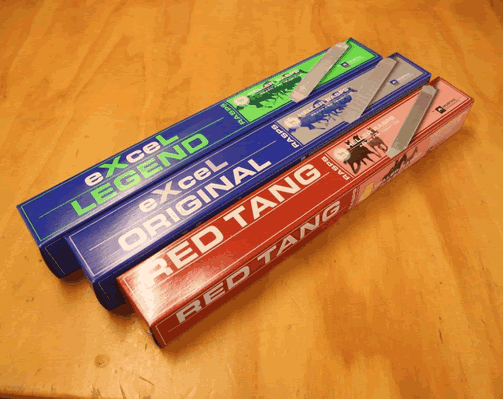 eXceL
LEGEND
RASPS
eXceL
ORIGINAL
RASPS
RED TANG
RASPS
RED TANG